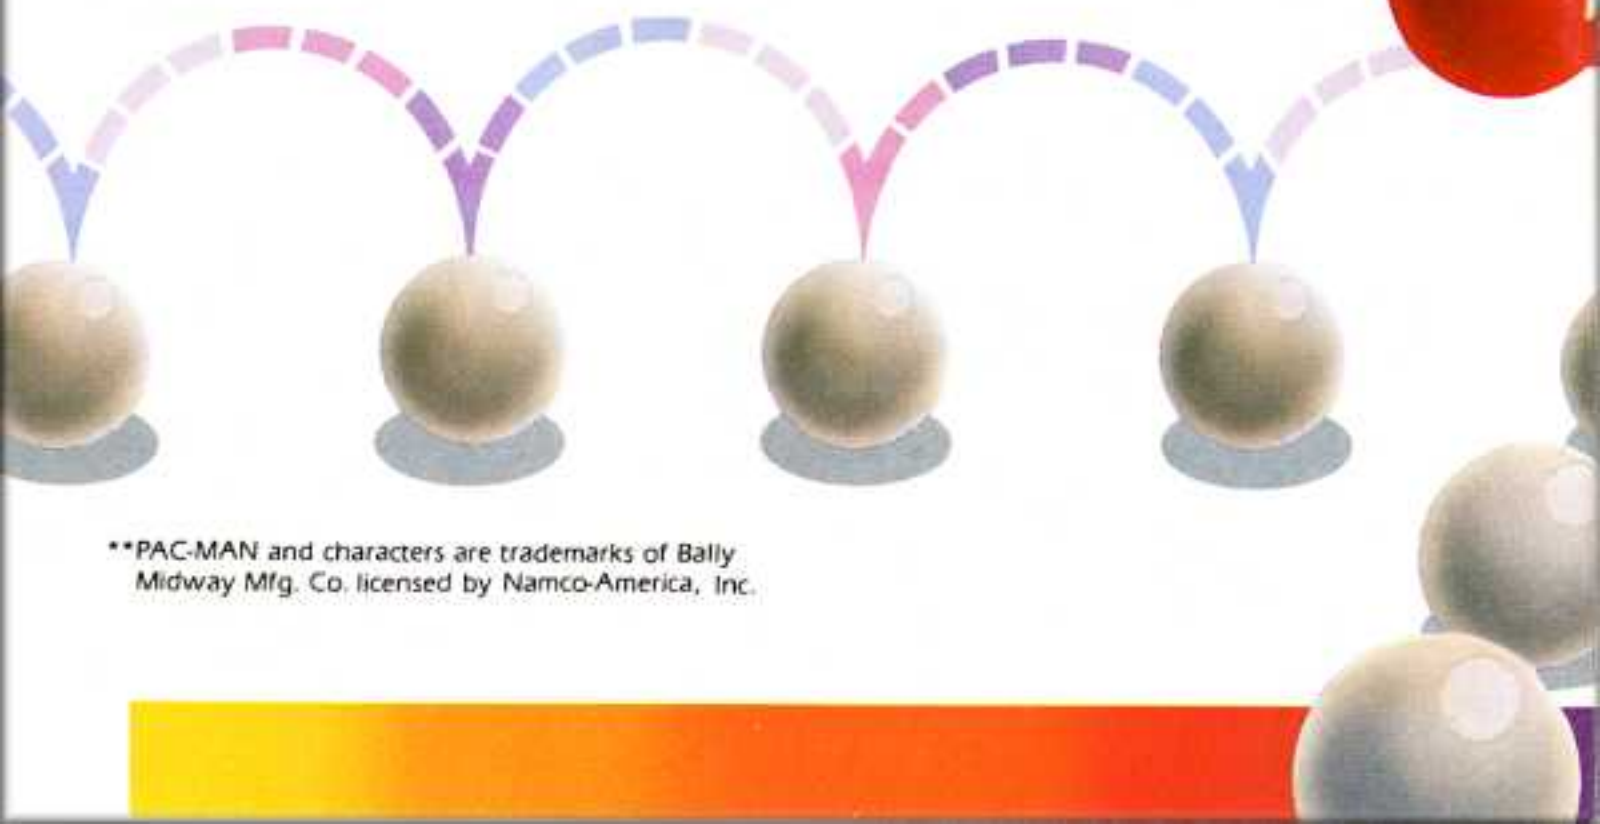 **PAC-MAN and characters are trademarks of Bally
Midway Mfg. Co. licensed by Namco-America, Inc.